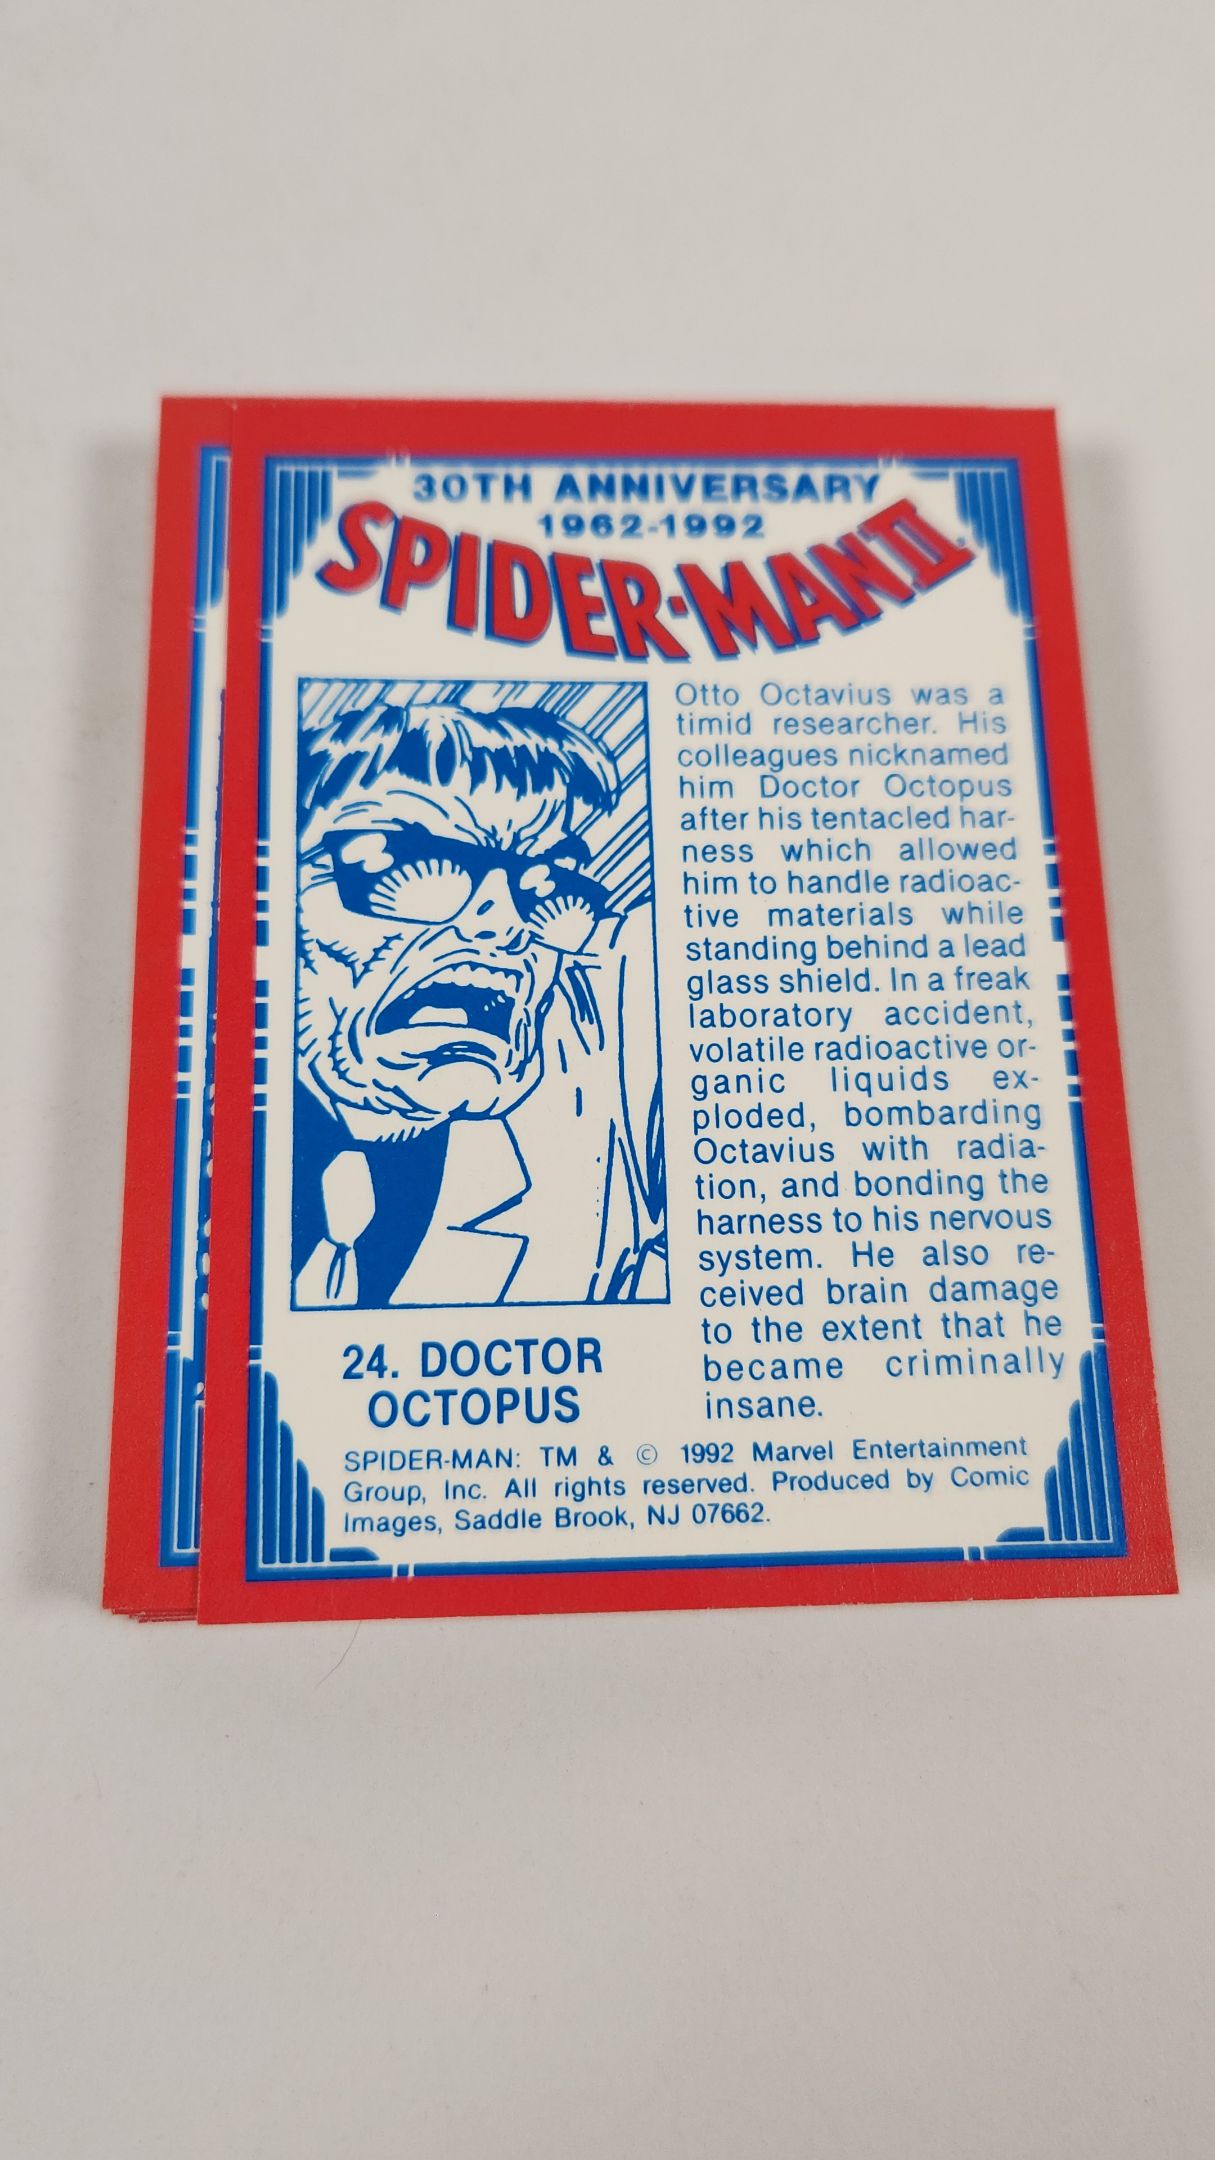 30TH ANNIVERSARY
1962-1992
SPIDER-MAN II
Otto Octavius was a
timid researcher. His
colleagues nicknamed
him Doctor Octopus
after his tentacled har-
ness which allowed
him to handle radioac-
tive materials while
standing behind a lead
glass shield. In a freak
laboratory accident,
volatile radioactive or-
ganic liquids ex-
ploded, bombarding
Octavius with radia-
tion, and bonding the
harness to his nervous
system. He also re-
ceived brain damage
to the extent that he
became criminally
insane.
24. DOCTOR
OCTOPUS
SPIDER-MAN: TM & © 1992 Marvel Entertainment
Group, Inc. All rights reserved. Produced by Comic
Images, Saddle Brook, NJ 07662.